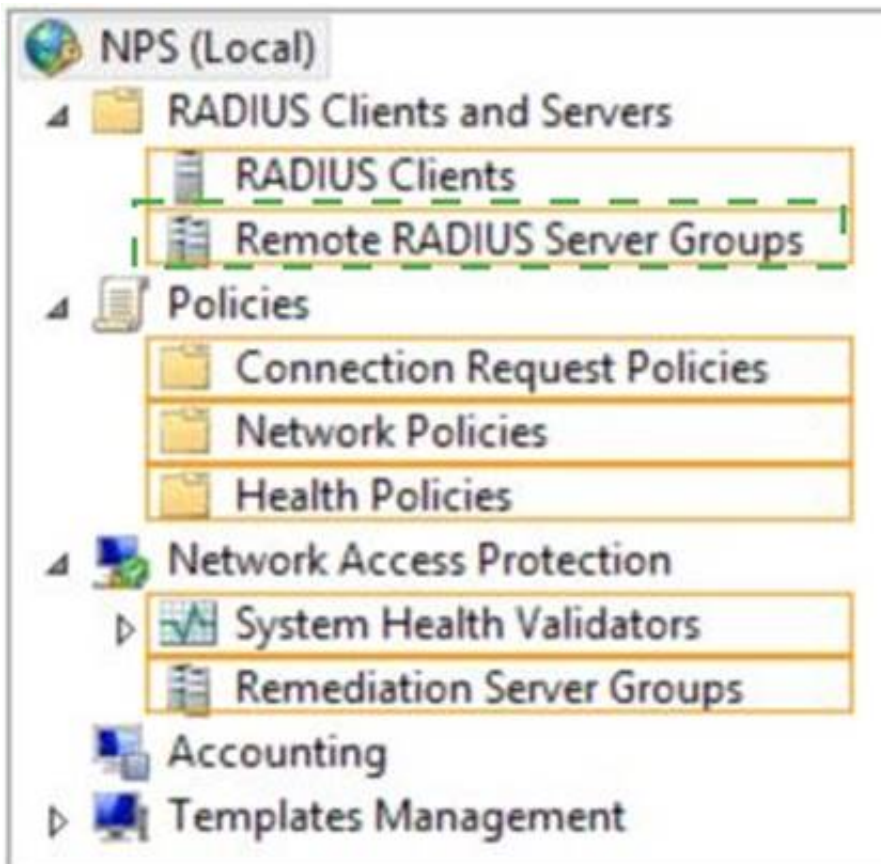 NPS (Local)
RADIUS Clients and Servers
RADIUS Clients
Remote RADIUS Server Groups
Policies
Connection Request Policies
Network Policies
Health Policies
Network Access Protection
System Health Validators
Remediation Server Groups
Accounting
Templates Management